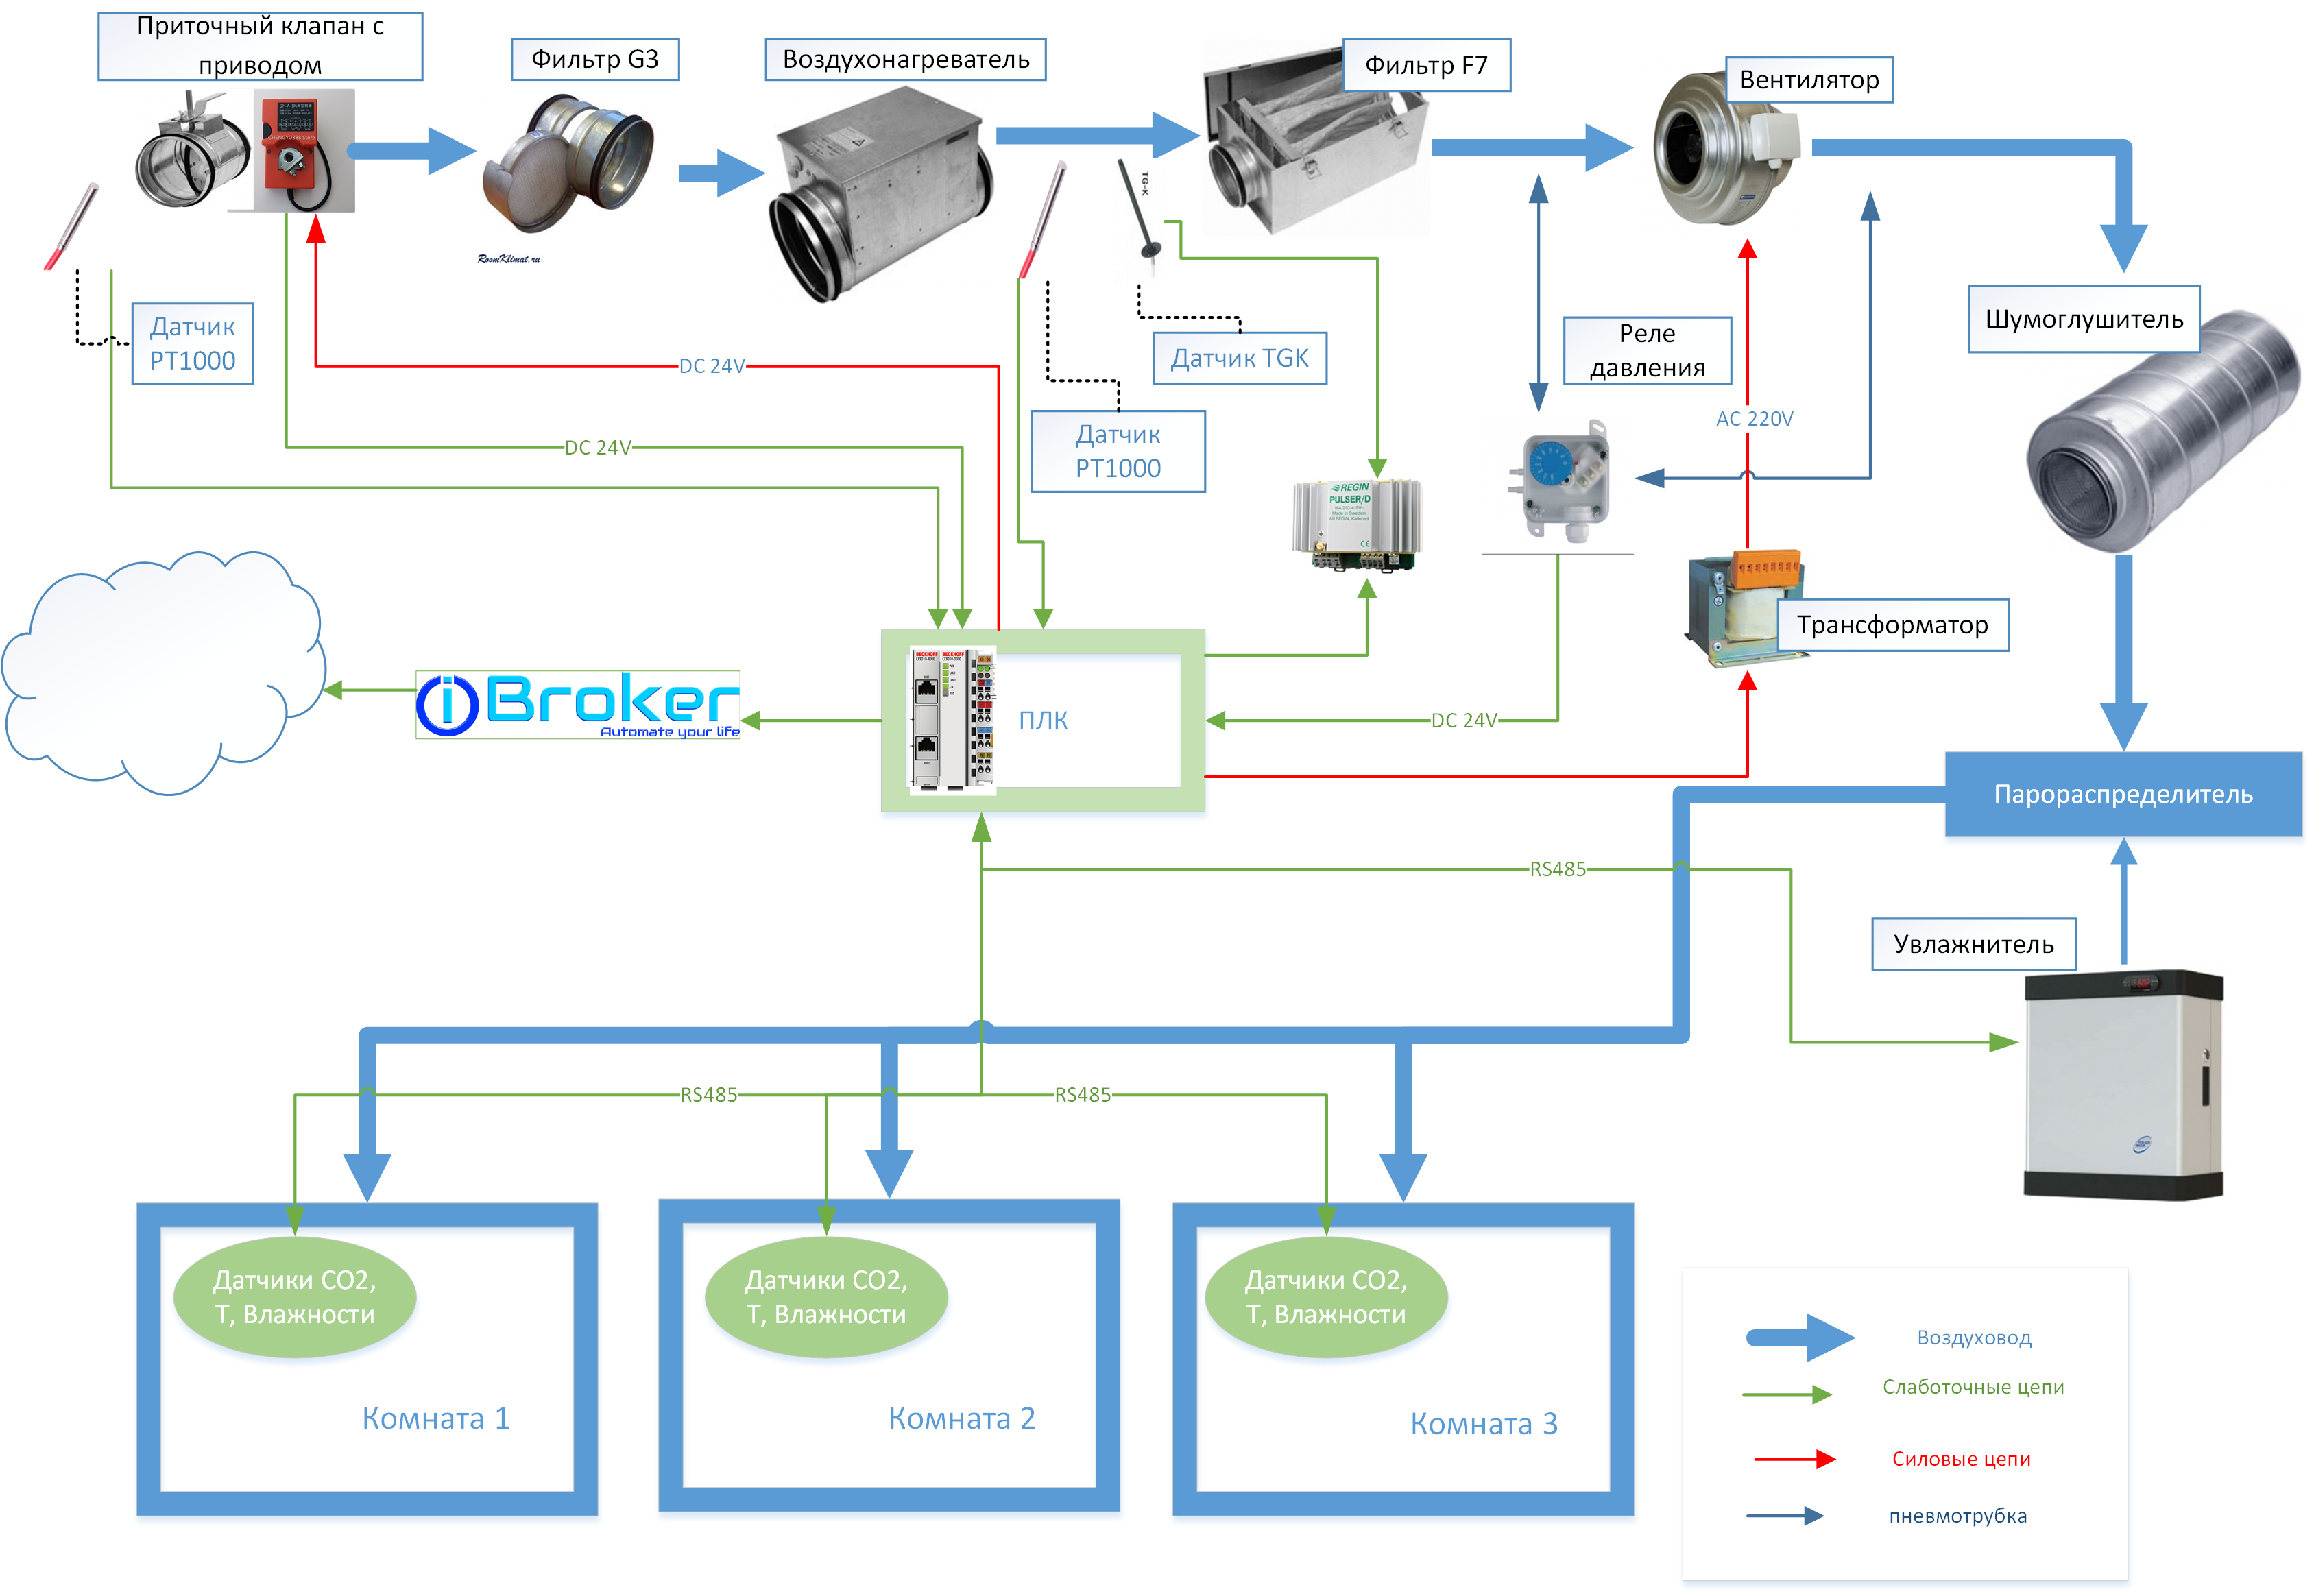 Приточный клапан с
приводом
Фильтр G3
Воздухонагреватель
Фильтр F7
Вентилятор
RoomKlimat.ru
TG-K
Датчик
PT1000
DC 24V
Датчик TGK
Реле
давления
Шумоглушитель
Датчик
PT1000
AC 220V
DC 24V
REGIN
PULSER/D
Трансформатор
iBroker
Automate your life
BECKHOFF
BECKHOFF
ПЛК
DC 24V
Парораспределитель
RS485
Увлажнитель
RS485
RS485
Датчики CO2,
Т, Влажности
Комната 1
Датчики CO2,
Т, Влажности
Комната 2
Датчики CO2,
Т, Влажности
Комната 3
Воздуховод
Слаботочные цепи
Силовые цепи
пневмотрубка